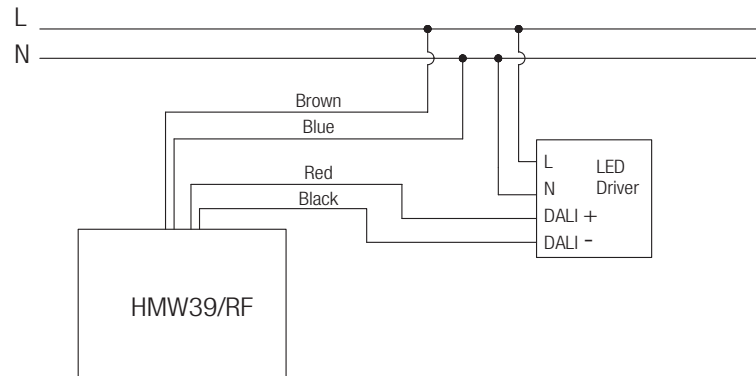 L
N
Brown
Blue
Red
Black
L
N
DALI +
DALI -
LED
Driver
HMW39/RF